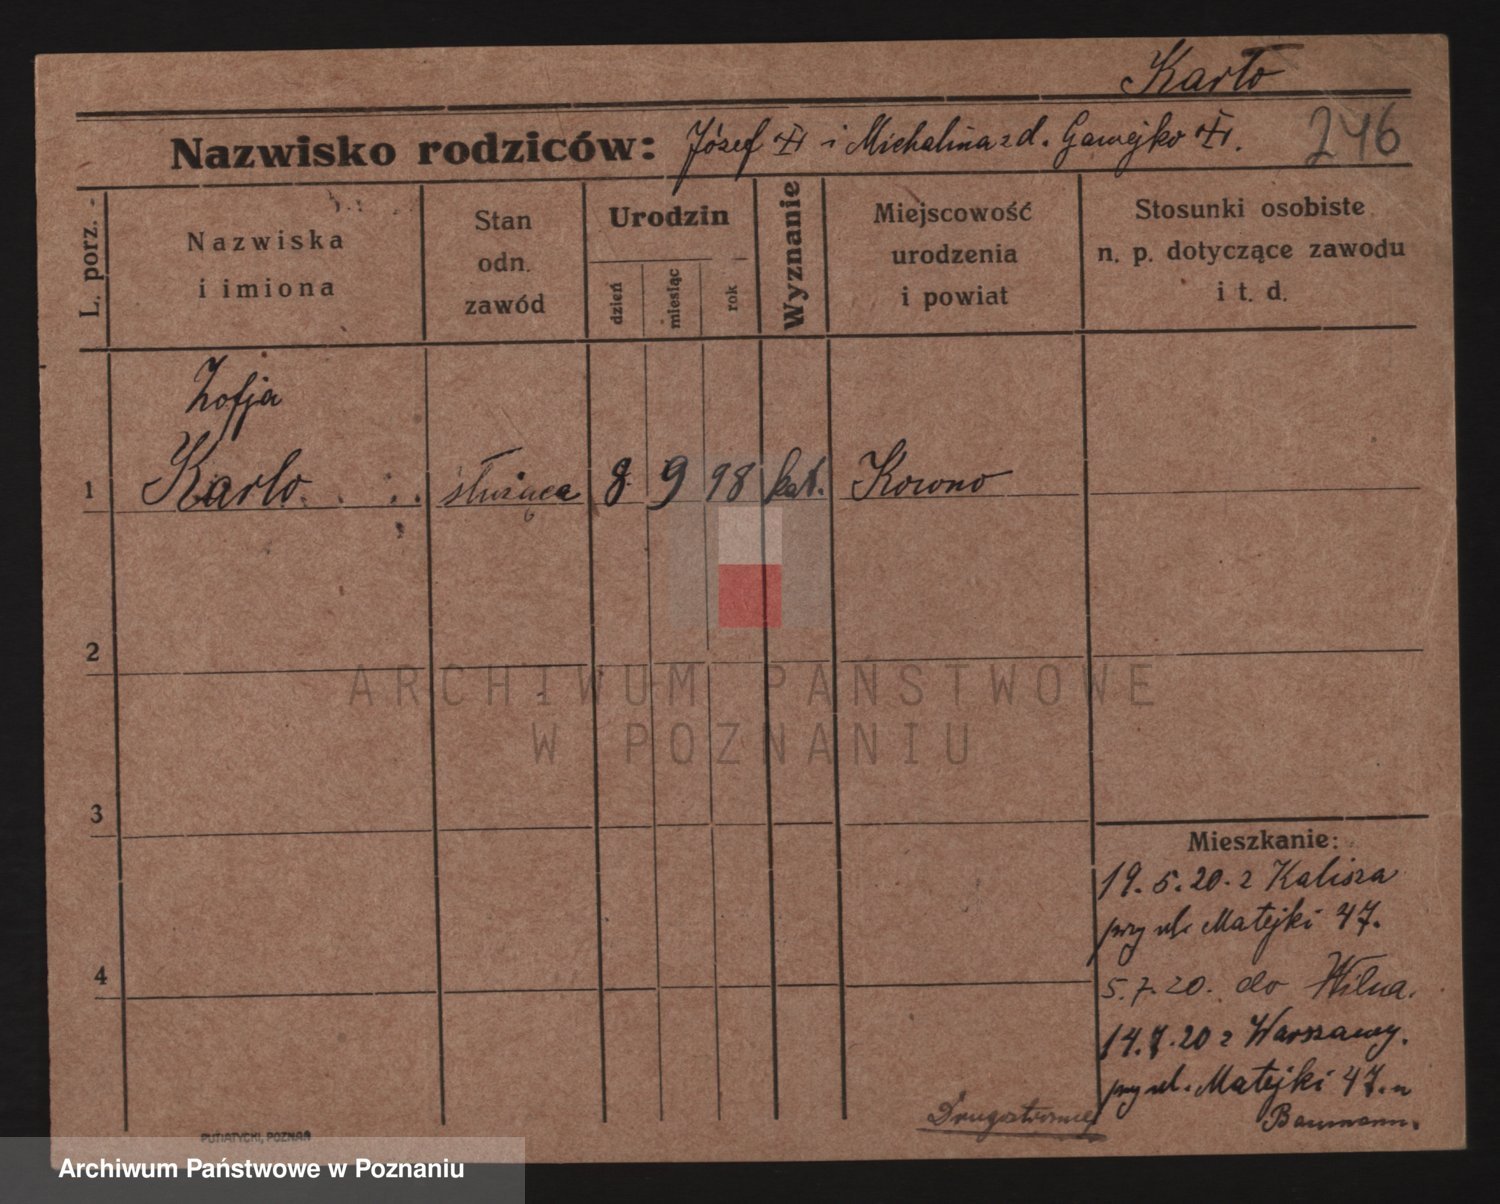 Karło
Nazwisko rodziców: Józef i Michalina z d. Gawejko
246
L. porz.
Nazwiska
i imiona
Stan
odn.
zawód
Urodzin
dzień
miesiąc
rok
Wyznanie
Miejscowość
urodzenia
i powiat
Stosunki osobiste
n. p. dotyczące zawodu
i t. d.
Zofja
1 Karlo służąca 8 9 98 kat. Kowno
ARCHIWUM PAŃSTWOWE
W POZNANIU
2
3
4
Mieszkanie:
19. 5. 20. z Kalisza
przy ul. Matejki 47.
5. 7. 20. do Wilna.
14. 7. 20 z Warszawy.
przy ul. Matejki 47. u
Baumann.
Drugostronnie
PUTIATYCKI, POZNAŃ
Archiwum Państwowe w Poznaniu